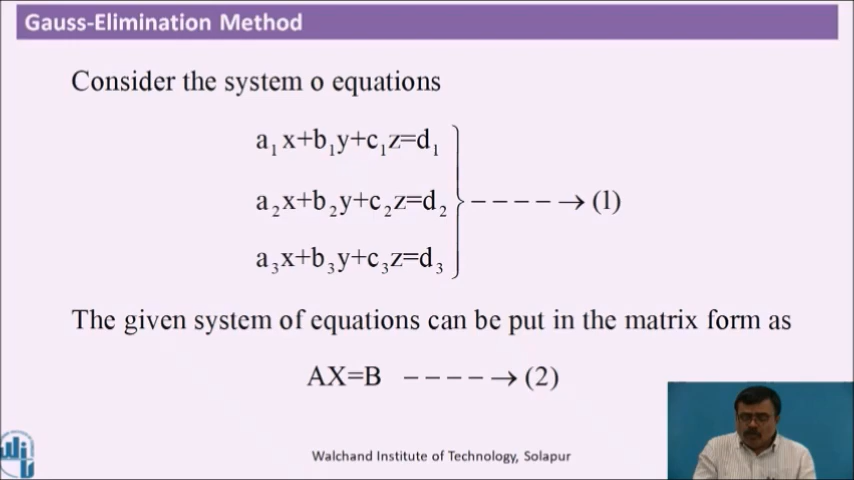 Gauss-Elimination Method
Consider the system o equations
a₁x+b₁y+c₁z=d₁
a₂x+b₂y+c₂z=d₂ ----→(1)
a₃x+b₃y+c₃z=d₃
The given system of equations can be put in the matrix form as
AX=B ----→(2)
Walchand Institute of Technology, Solapur